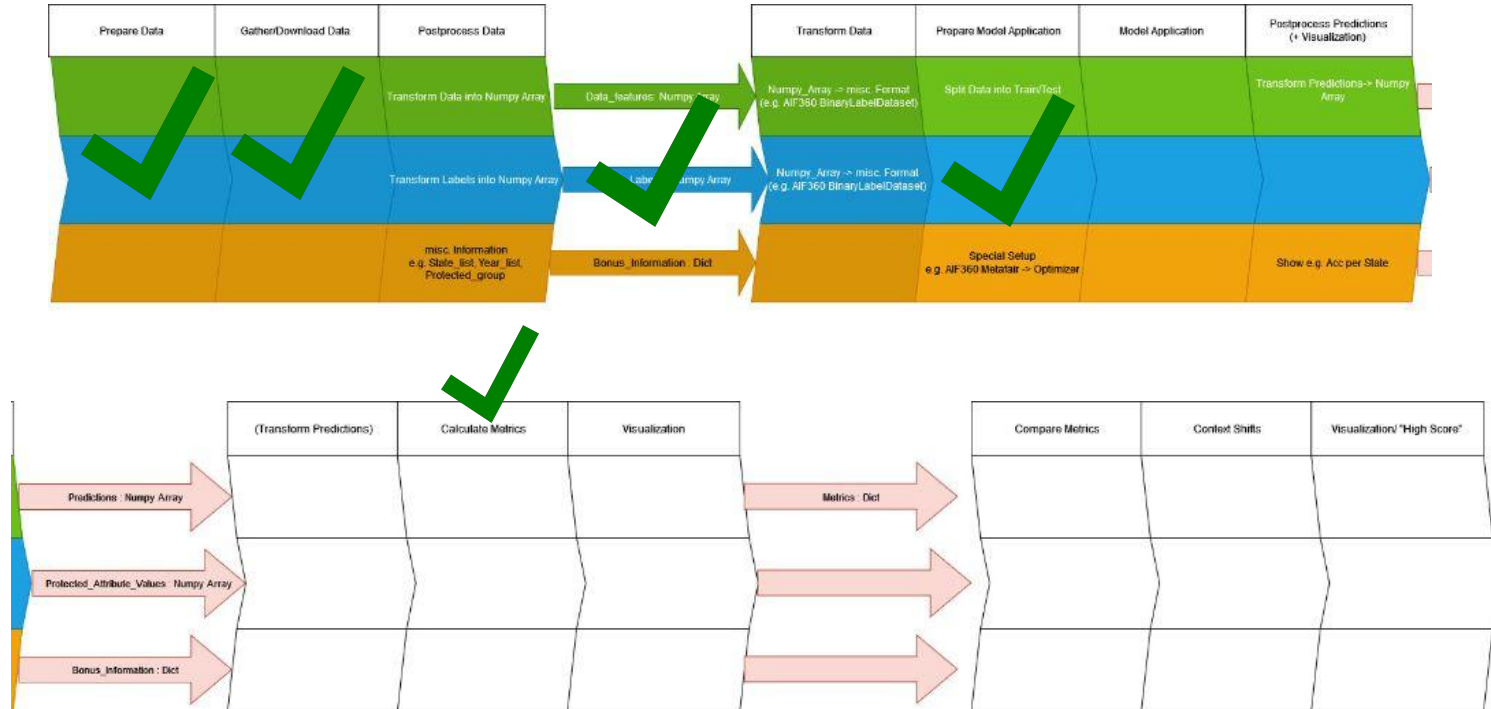 Prepare Data
Gather/Download Data
Postprocess Data
Transform Data
Prepare Model Application
Model Application
Postprocess Predictions
(+ Visualization)
Transform Data into Numpy Array
Data_features: Numpy Array
Numpy_Array -> misc. Format
(e.g. AIF360 BinaryLabelDataset)
Split Data into Train/Test
Transform Predictions-> Numpy
Array
Transform Labels into Numpy Array
Numpy Array
Numpy_Array -> misc. Format
(e.g. AIF360 BinaryLabelDataset)
misc. Information
e.g. State_list, Year_list,
Protected_group
Bonus_Information : Dict
Special Setup
e.g. AIF360 Metafair -> Optimizer
Show e.g. Acc per State
(Transform Predictions)
Calculate Metrics
Visualization
Compare Metrics
Context Shifts
Visualization/ "High Score"
Predictions : Numpy Array
Metrics : Dict
Protected_Attribute_Values : Numpy Array
Bonus_Information : Dict